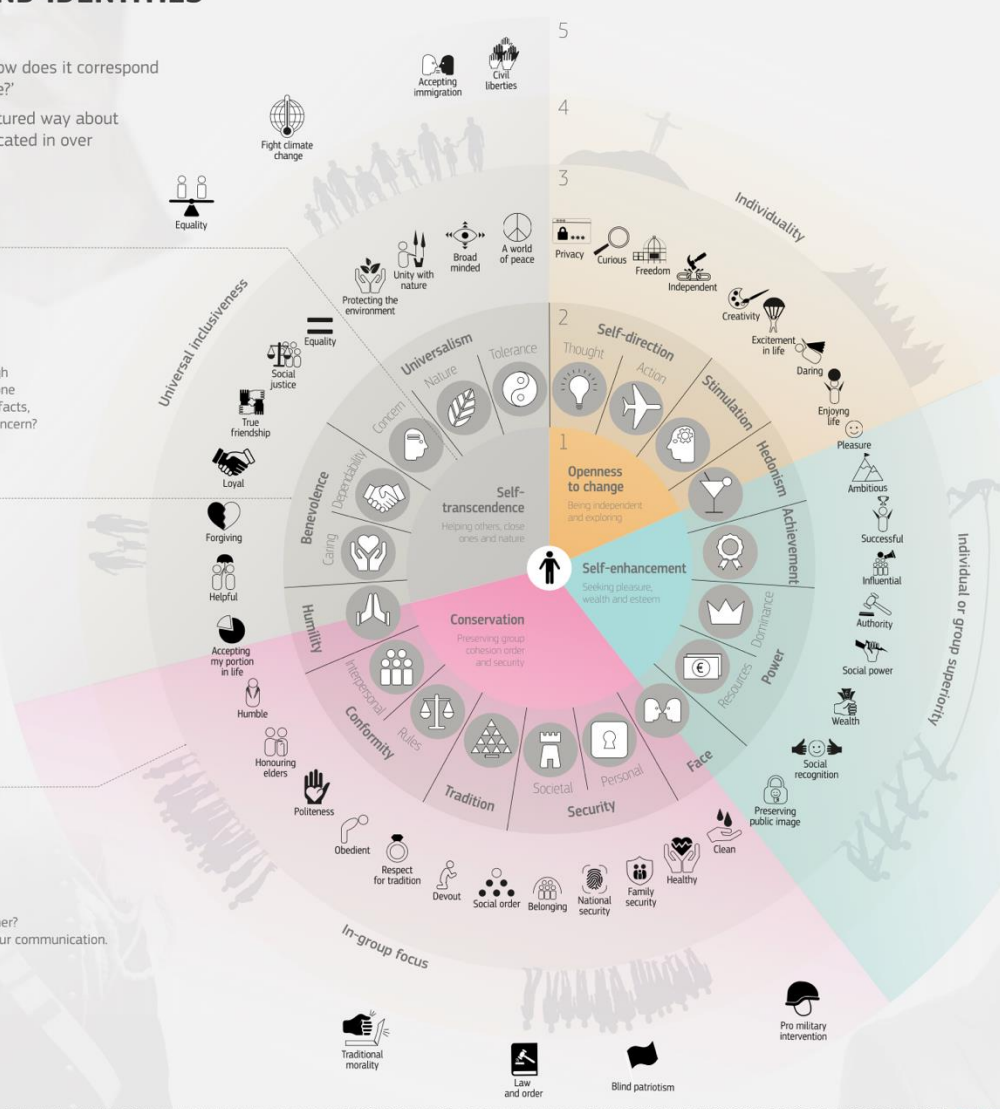 ND IDENTITIES
ow does it correspond
e?'
tured way about
cated in over
gh
one
facts,
ncern?
ner?
ur communication.
5
4
3
2
1
Accepting
immigration
Civil
liberties
Fight climate
change
Equality
Universal inclusiveness
Individuality
Individual or group superiority
In-group focus
A world
of peace
Broad
minded
Unity with
nature
Protecting the
environment
Equality
Social
justice
True
friendship
Loyal
Forgiving
Helpful
Accepting
my portion
in life
Humble
Honouring
elders
Politeness
Obedient
Respect
for tradition
Devout
Social order
Belonging
National
security
Family
security
Healthy
Clean
Privacy
Curious
Freedom
Independent
Creativity
Excitement
in life
Daring
Enjoyng
life
Pleasure
Ambitious
Successful
Influential
Authority
Social power
Wealth
Social
recognition
Preserving
public image
Universalism
Tolerance
Nature
Concern
Benevolence
Dependability
Caring
Humility
Conformity
Interpersonal
Rules
Tradition
Security
Societal
Personal
Face
Power
Resources
Dominance
Achievement
Hedonism
Stimulation
Self-direction
Thought
Action
Self-
transcendence
Helping others, close
ones and nature
Openness
to change
Being independent
and exploring
Self-enhancement
Seeking pleasure,
wealth and esteem
Conservation
Preserving group
cohesion order
and security
€
Traditional
morality
Law
and order
Blind patriotism
Pro military
intervention